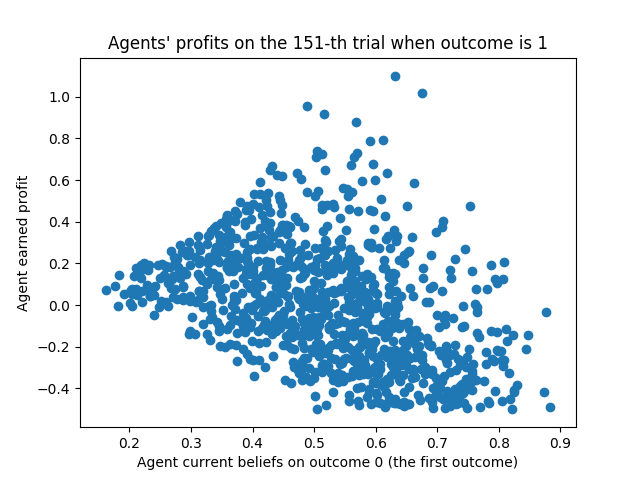 Agents' profits on the 151-th trial when outcome is 1
1.0
0.8
0.6
0.4
0.2
0.0
−0.2
−0.4
Agent earned profit
0.2 0.3 0.4 0.5 0.6 0.7 0.8 0.9
Agent current beliefs on outcome 0 (the first outcome)